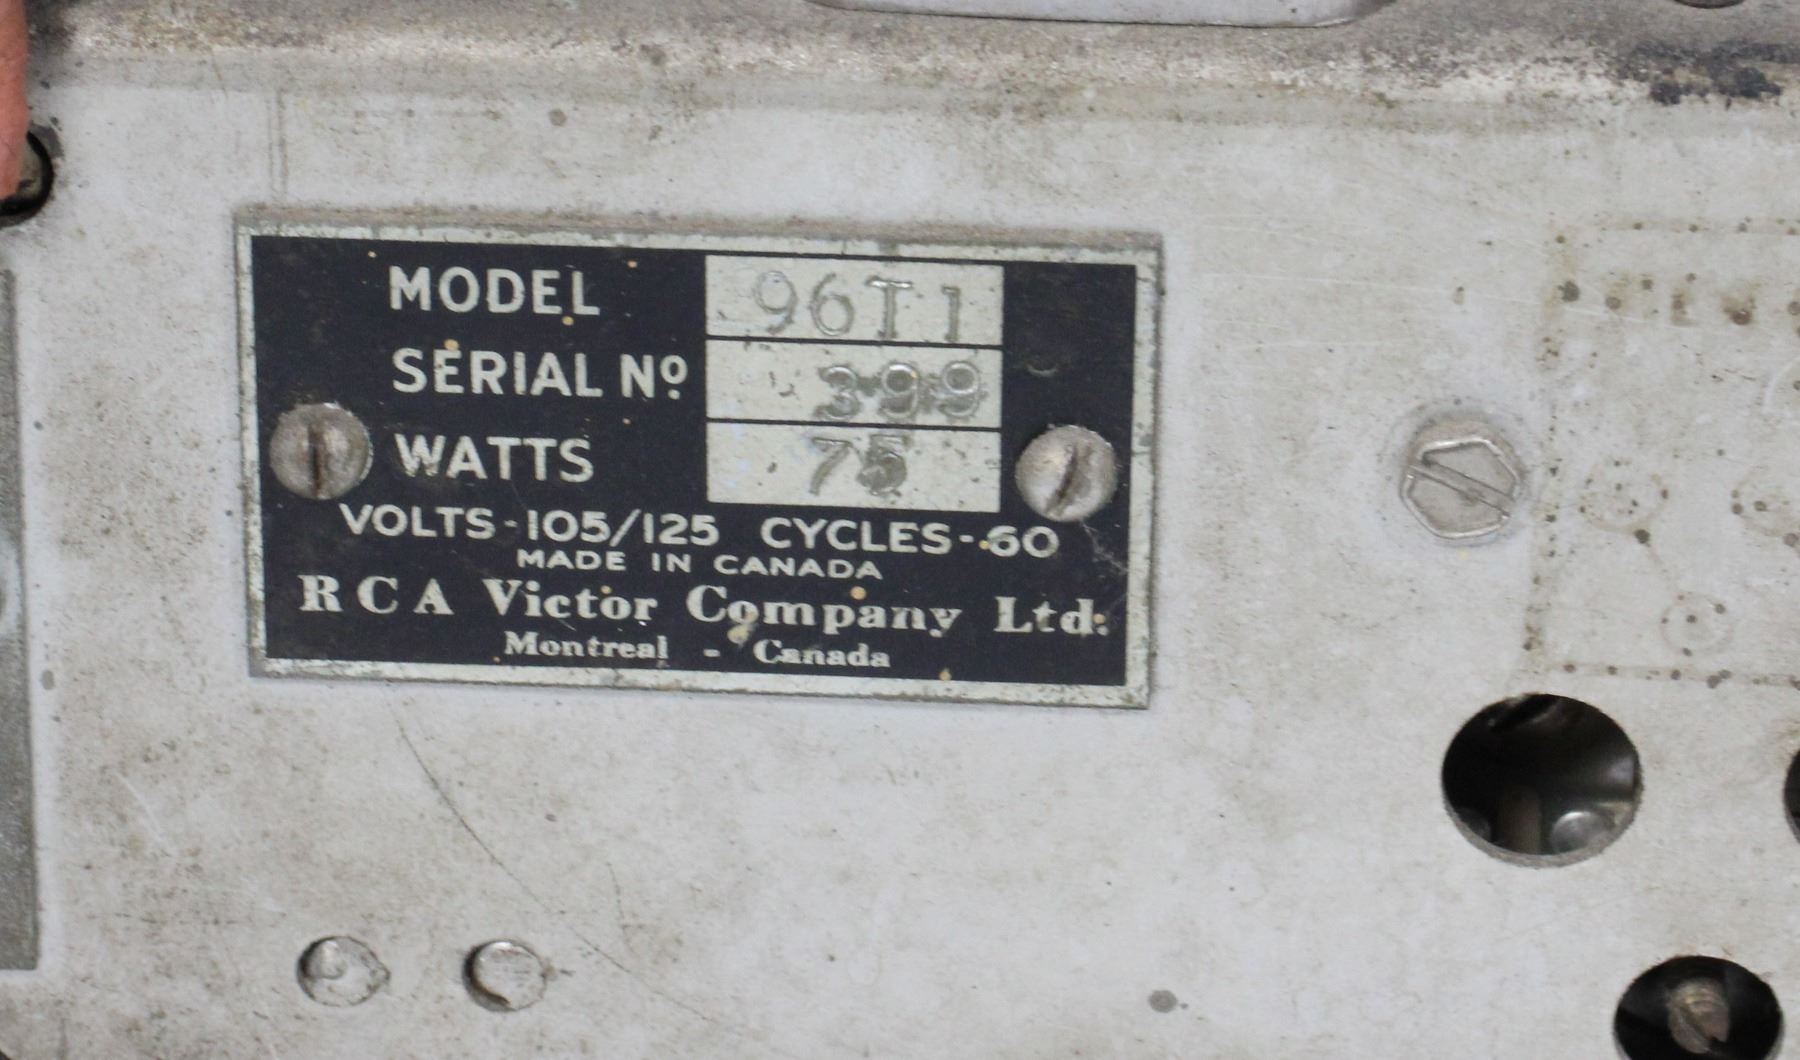 MODEL 96T1
SERIAL Nº 399
WATTS 75
VOLTS-105/125 CYCLES-60
MADE IN CANADA
RCA Victor Company Ltd.
Montreal - Canada